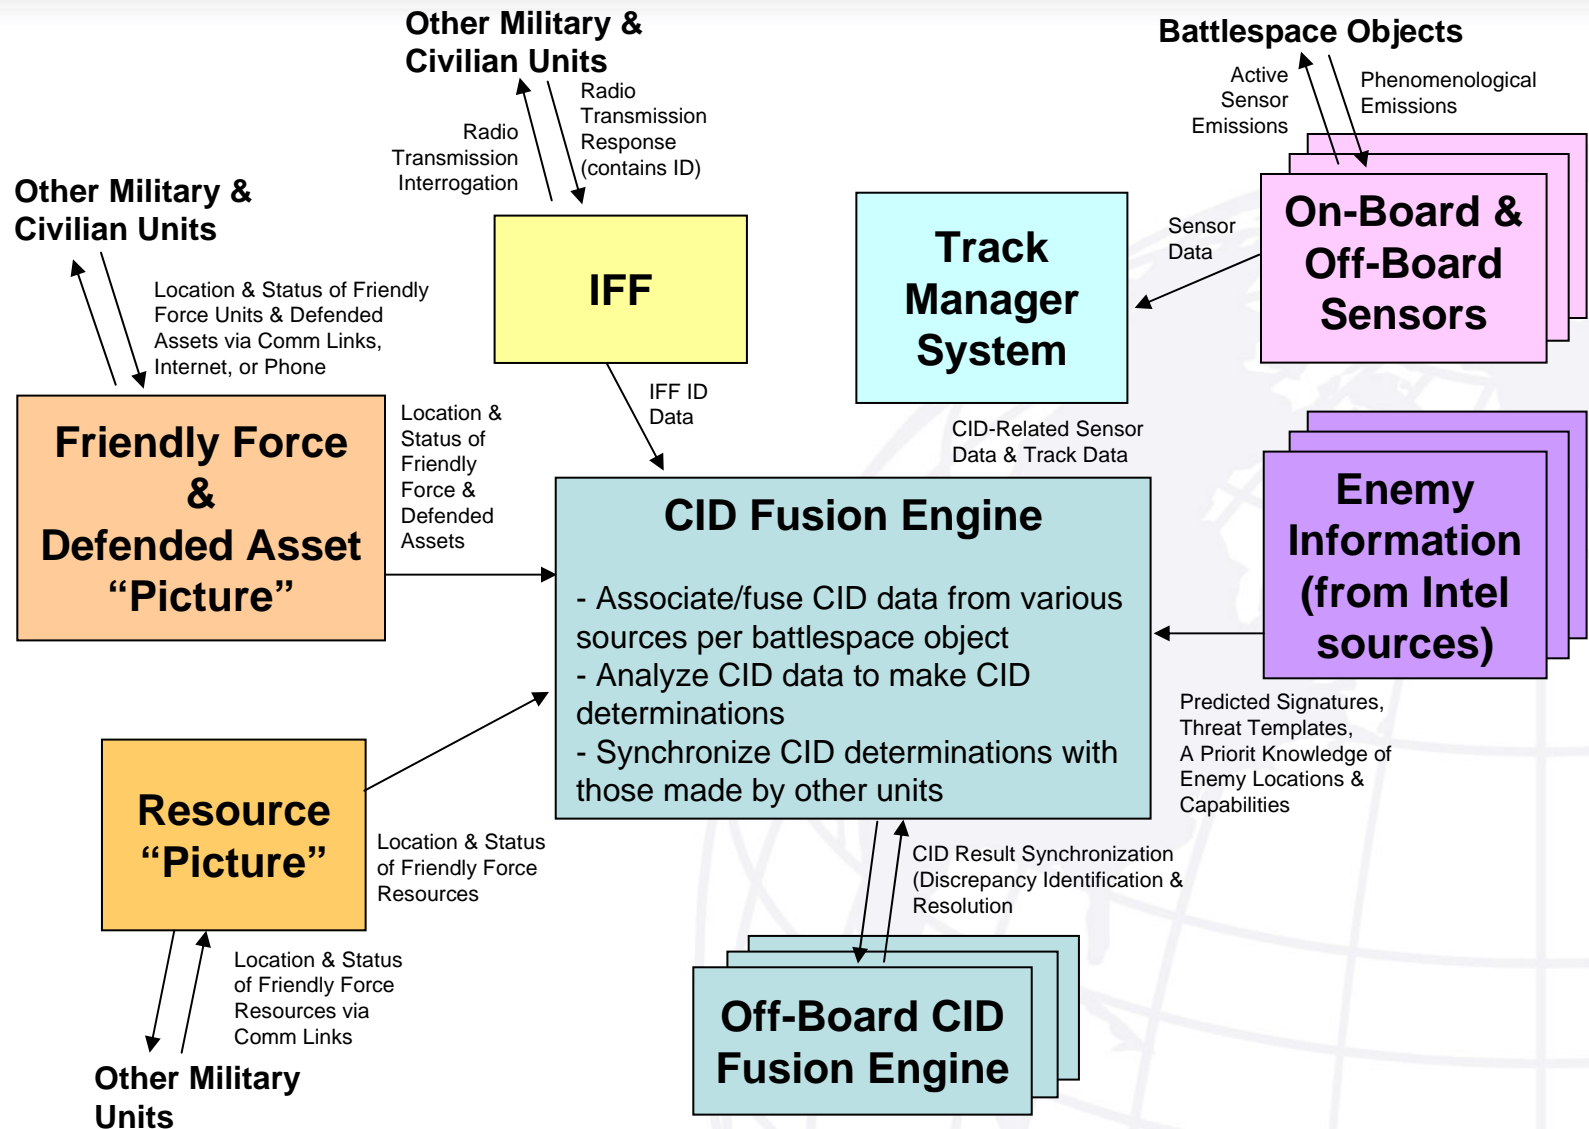 Other Military &
Civilian Units
Battlespace Objects
Radio
Transmission
Interrogation
Radio
Transmission
Response
(contains ID)
Active
Sensor
Emissions
Phenomenological
Emissions
Other Military &
Civilian Units
Location & Status of Friendly
Force Units & Defended
Assets via Comm Links,
Internet, or Phone
IFF
Track
Manager
System
Sensor
Data
On-Board &
Off-Board
Sensors
Friendly Force
&
Defended Asset
“Picture”
Location &
Status of
Friendly
Force &
Defended
Assets
IFF ID
Data
CID-Related Sensor
Data & Track Data
Enemy
Information
(from Intel
sources)
CID Fusion Engine
- Associate/fuse CID data from various
sources per battlespace object
- Analyze CID data to make CID
determinations
- Synchronize CID determinations with
those made by other units
Predicted Signatures,
Threat Templates,
A Priorit Knowledge of
Enemy Locations &
Capabilities
Resource
“Picture”
Location & Status
of Friendly Force
Resources
CID Result Synchronization
(Discrepancy Identification &
Resolution
Location & Status
of Friendly Force
Resources via
Comm Links
Off-Board CID
Fusion Engine
Other Military
Units